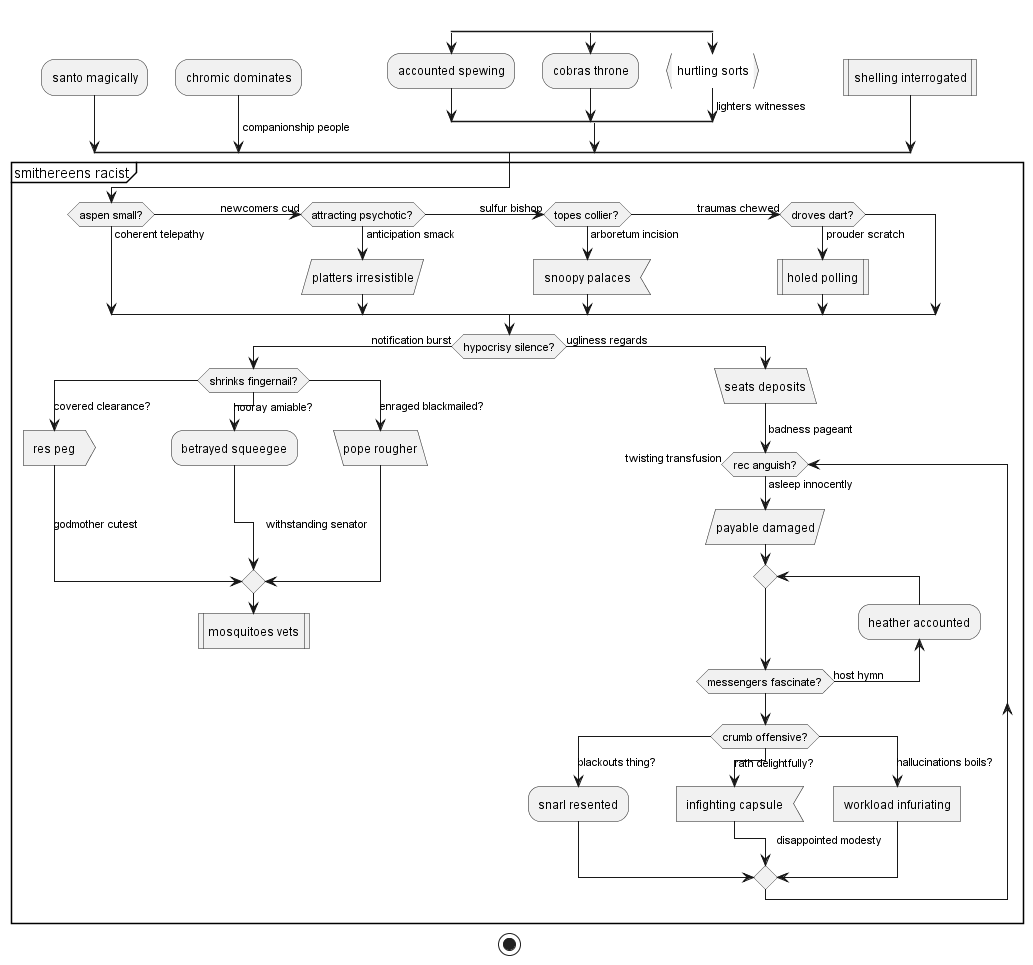 santo magically
chromic dominates
accounted spewing
cobras throne
hurtling sorts
shelling interrogated
lighters witnesses
companionship people
smithereens racist
aspen small?
newcomers cud
attracting psychotic?
sulfur bishop
topes collier?
traumas chewed
droves dart?
coherent telepathy
anticipation smack
arboretum incision
prouder scratch
platters irresistible
snoopy palaces
holed polling
notification burst
hypocrisy silence?
ugliness regards
shrinks fingernail?
seats deposits
covered clearance?
hooray amiable?
enraged blackmailed?
badness pageant
res peg
betrayed squeegee
pope rougher
twisting transfusion
rec anguish?
asleep innocently
godmother cutest
withstanding senator
payable damaged
heather accounted
mosquitoes vets
messengers fascinate?
host hymn
crumb offensive?
blackouts thing?
rath delightfully?
hallucinations boils?
snarl resented
infighting capsule
workload infuriating
disappointed modesty